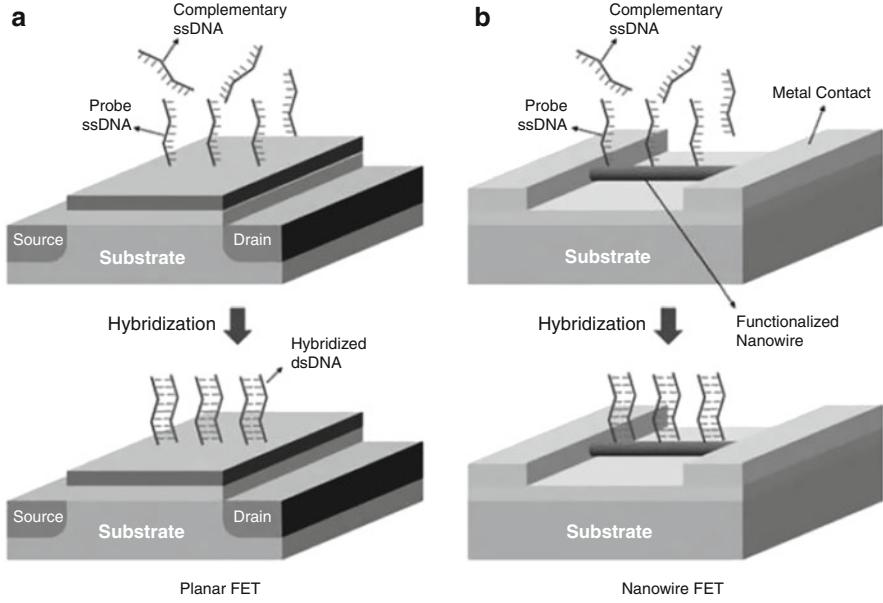 a
Complementary
ssDNA
Probe
ssDNA
Source
Substrate
Drain
Hybridization
Hybridized
dsDNA
Source
Substrate
Drain
Planar FET
b
Complementary
ssDNA
Probe
ssDNA
Metal Contact
Substrate
Hybridization
Functionalized
Nanowire
Substrate
Nanowire FET